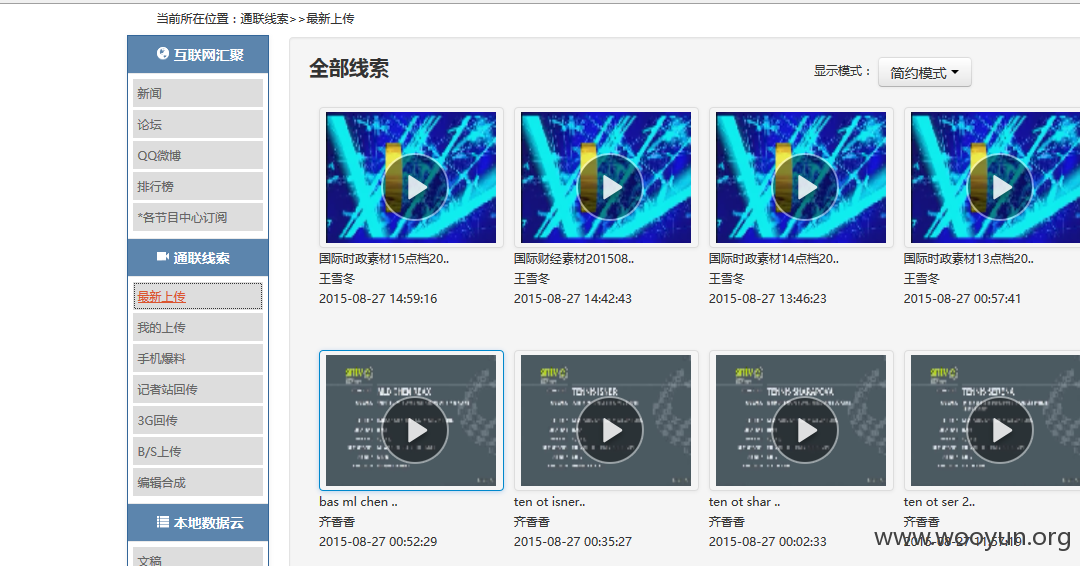 当前所在位置：通联线索>>最新上传
互联网汇聚
新闻
论坛
QQ微博
排行榜
*各节目中心订阅
通联线索
最新上传
我的上传
手机爆料
记者站回传
3G回传
B/S上传
编辑合成
本地数据云
文稿
全部线索
显示模式： 简约模式
国际时政素材15点档20.. 国际财经素材201508.. 国际时政素材14点档20.. 国际时政素材13点档20..
王雪冬 王雪冬 王雪冬 王雪冬
2015-08-27 14:59:16 2015-08-27 14:42:43 2015-08-27 13:46:23 2015-08-27 00:57:41
TENNIS ISNER TENNIS SHARAPOVA TENNIS SERENA
bas ml chen .. ten ot isner.. ten ot shar .. ten ot ser 2..
齐香香 齐香香 齐香香 齐香香
2015-08-27 00:52:29 2015-08-27 00:35:27 2015-08-27 00:02:33 2015-08-27
www.wooyun.org